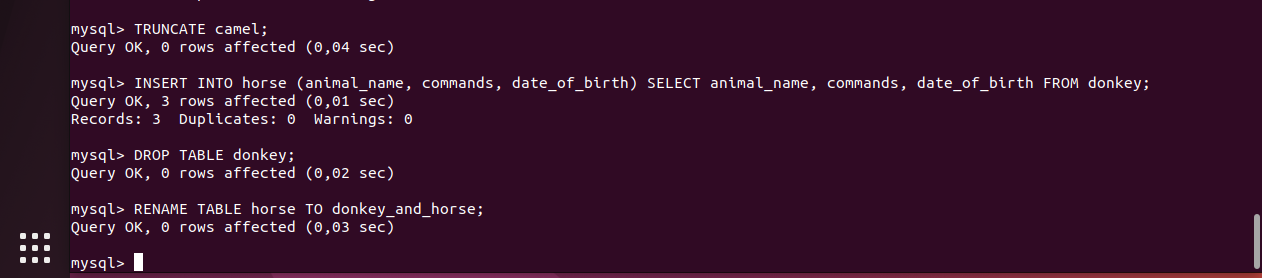 mysql> TRUNCATE camel;
Query OK, 0 rows affected (0,04 sec)
mysql> INSERT INTO horse (animal_name, commands, date_of_birth) SELECT animal_name, commands, date_of_birth FROM donkey;
Query OK, 3 rows affected (0,01 sec)
Records: 3  Duplicates: 0  Warnings: 0
mysql> DROP TABLE donkey;
Query OK, 0 rows affected (0,02 sec)
mysql> RENAME TABLE horse TO donkey_and_horse;
Query OK, 0 rows affected (0,03 sec)
mysql>